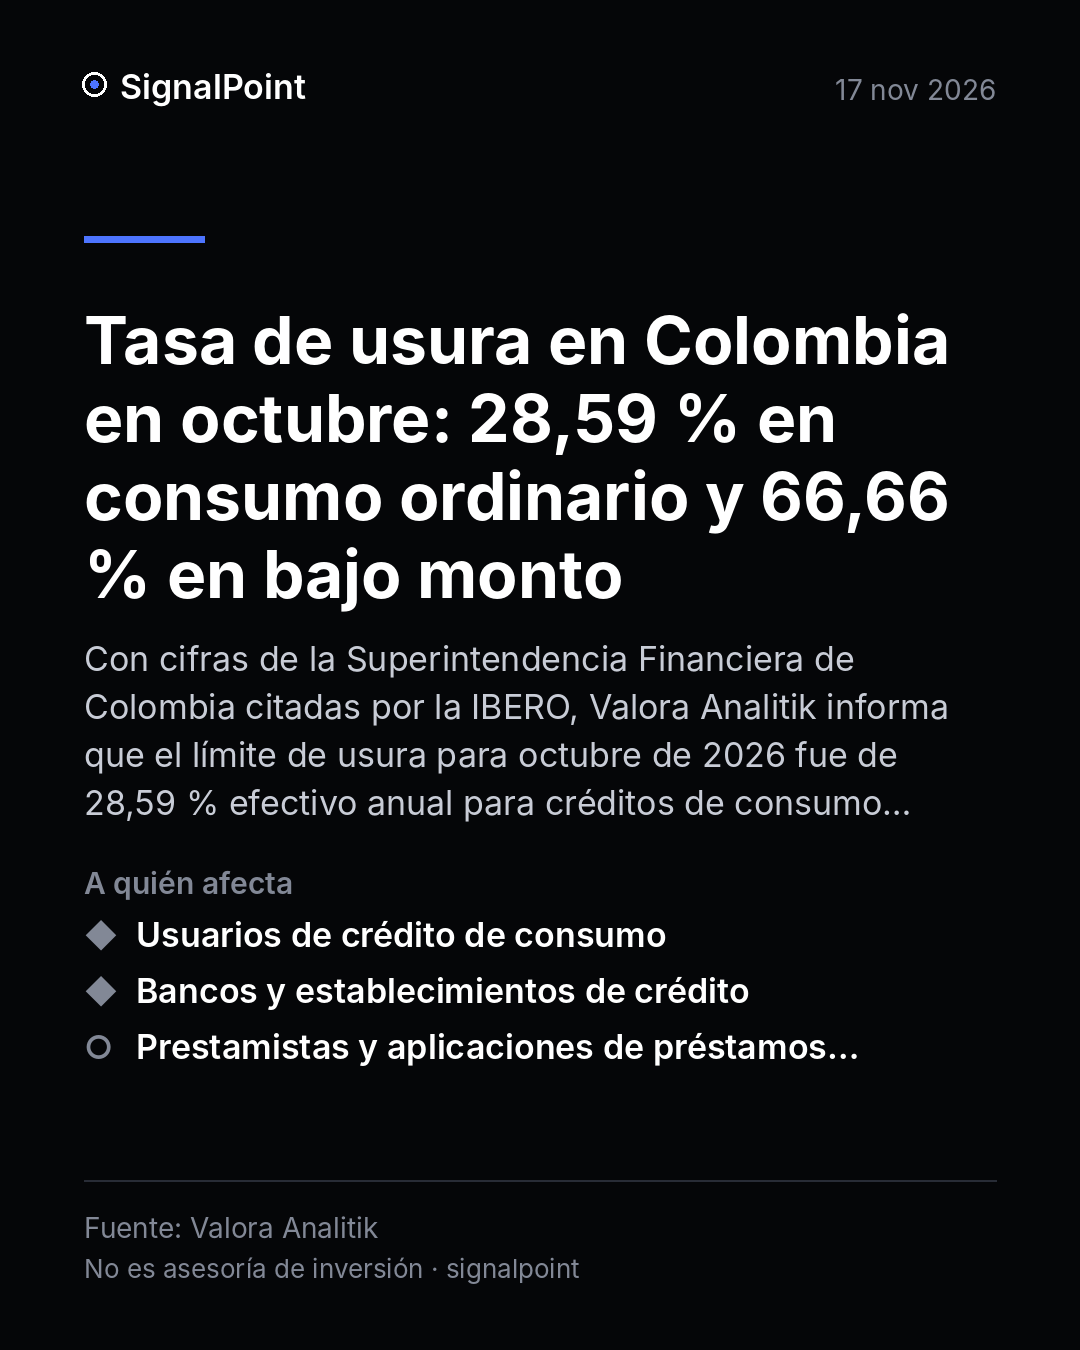 SignalPoint
17 nov 2026
Tasa de usura en Colombia
en octubre: 28,59 % en
consumo ordinario y 66,66
% en bajo monto
Con cifras de la Superintendencia Financiera de
Colombia citadas por la IBERO, Valora Analitik informa
que el límite de usura para octubre de 2026 fue de
28,59 % efectivo anual para créditos de consumo...
A quién afecta
Usuarios de crédito de consumo
Bancos y establecimientos de crédito
Prestamistas y aplicaciones de préstamos...
Fuente: Valora Analitik
No es asesoría de inversión · signalpoint